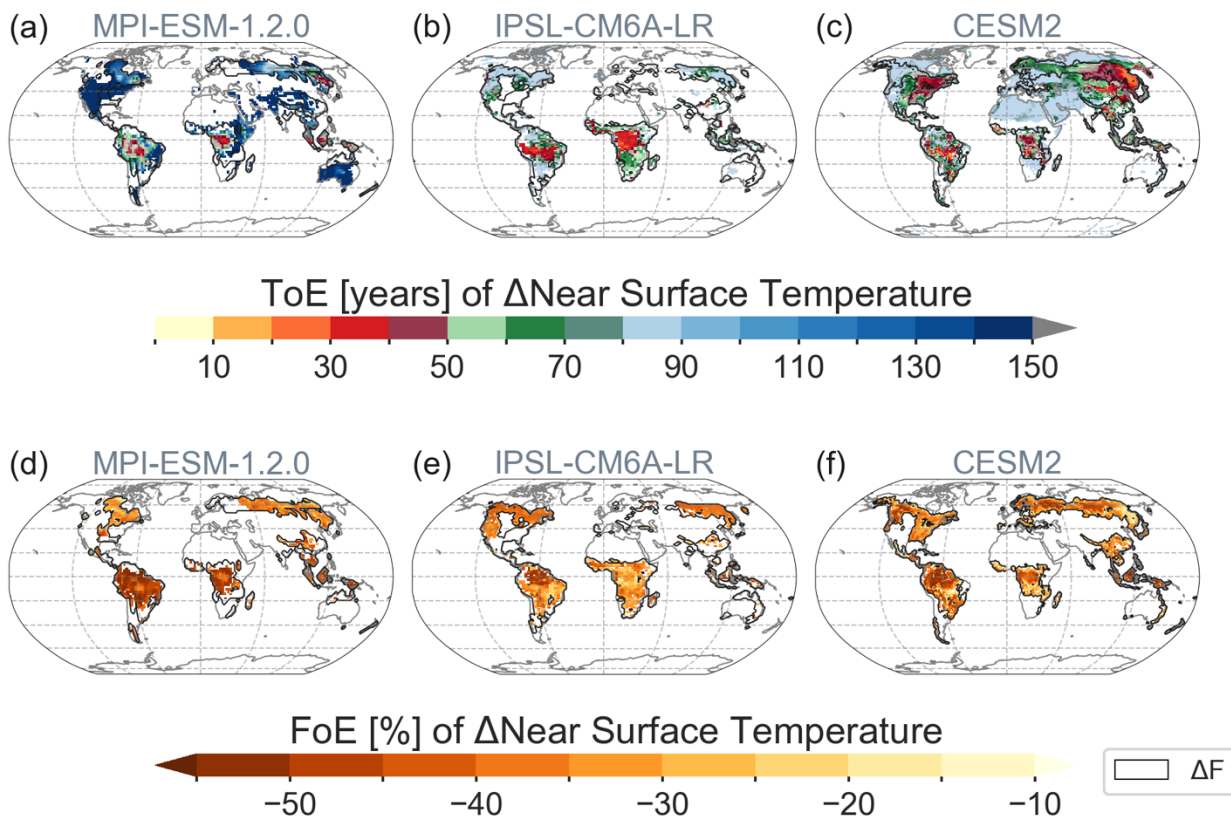 (a) MPI-ESM-1.2.0 (b) IPSL-CM6A-LR (c) CESM2
ToE [years] of ΔNear Surface Temperature
10 30 50 70 90 110 130 150
(d) MPI-ESM-1.2.0 (e) IPSL-CM6A-LR (f) CESM2
FoE [%] of ΔNear Surface Temperature
ΔF
−50 −40 −30 −20 −10